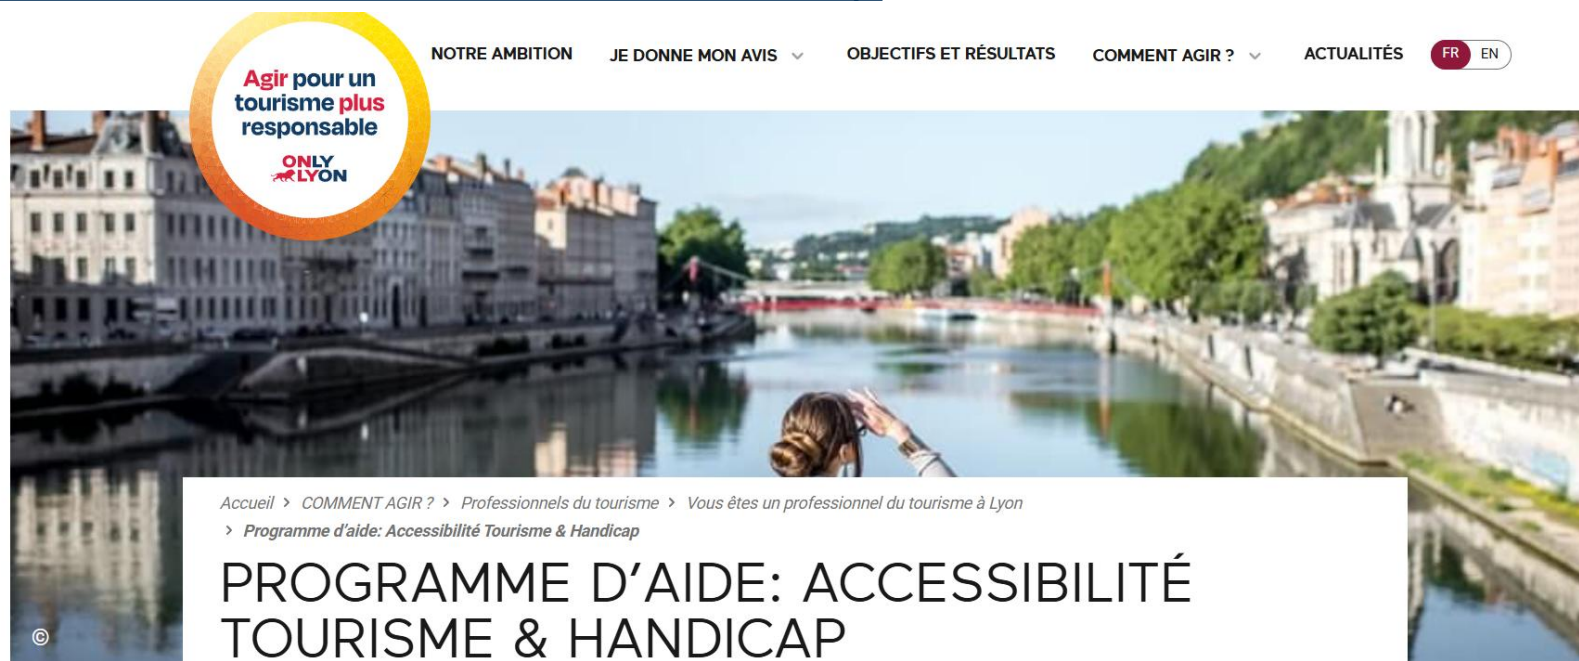 Agir pour un
tourisme plus
responsable
ONLY
LYON
NOTRE AMBITION JE DONNE MON AVIS OBJECTIFS ET RÉSULTATS COMMENT AGIR ? ACTUALITÉS FR EN
Accueil > COMMENT AGIR ? > Professionnels du tourisme > Vous êtes un professionnel du tourisme à Lyon
> Programme d'aide: Accessibilité Tourisme & Handicap
PROGRAMME D'AIDE: ACCESSIBILITÉ
TOURISME & HANDICAP
©